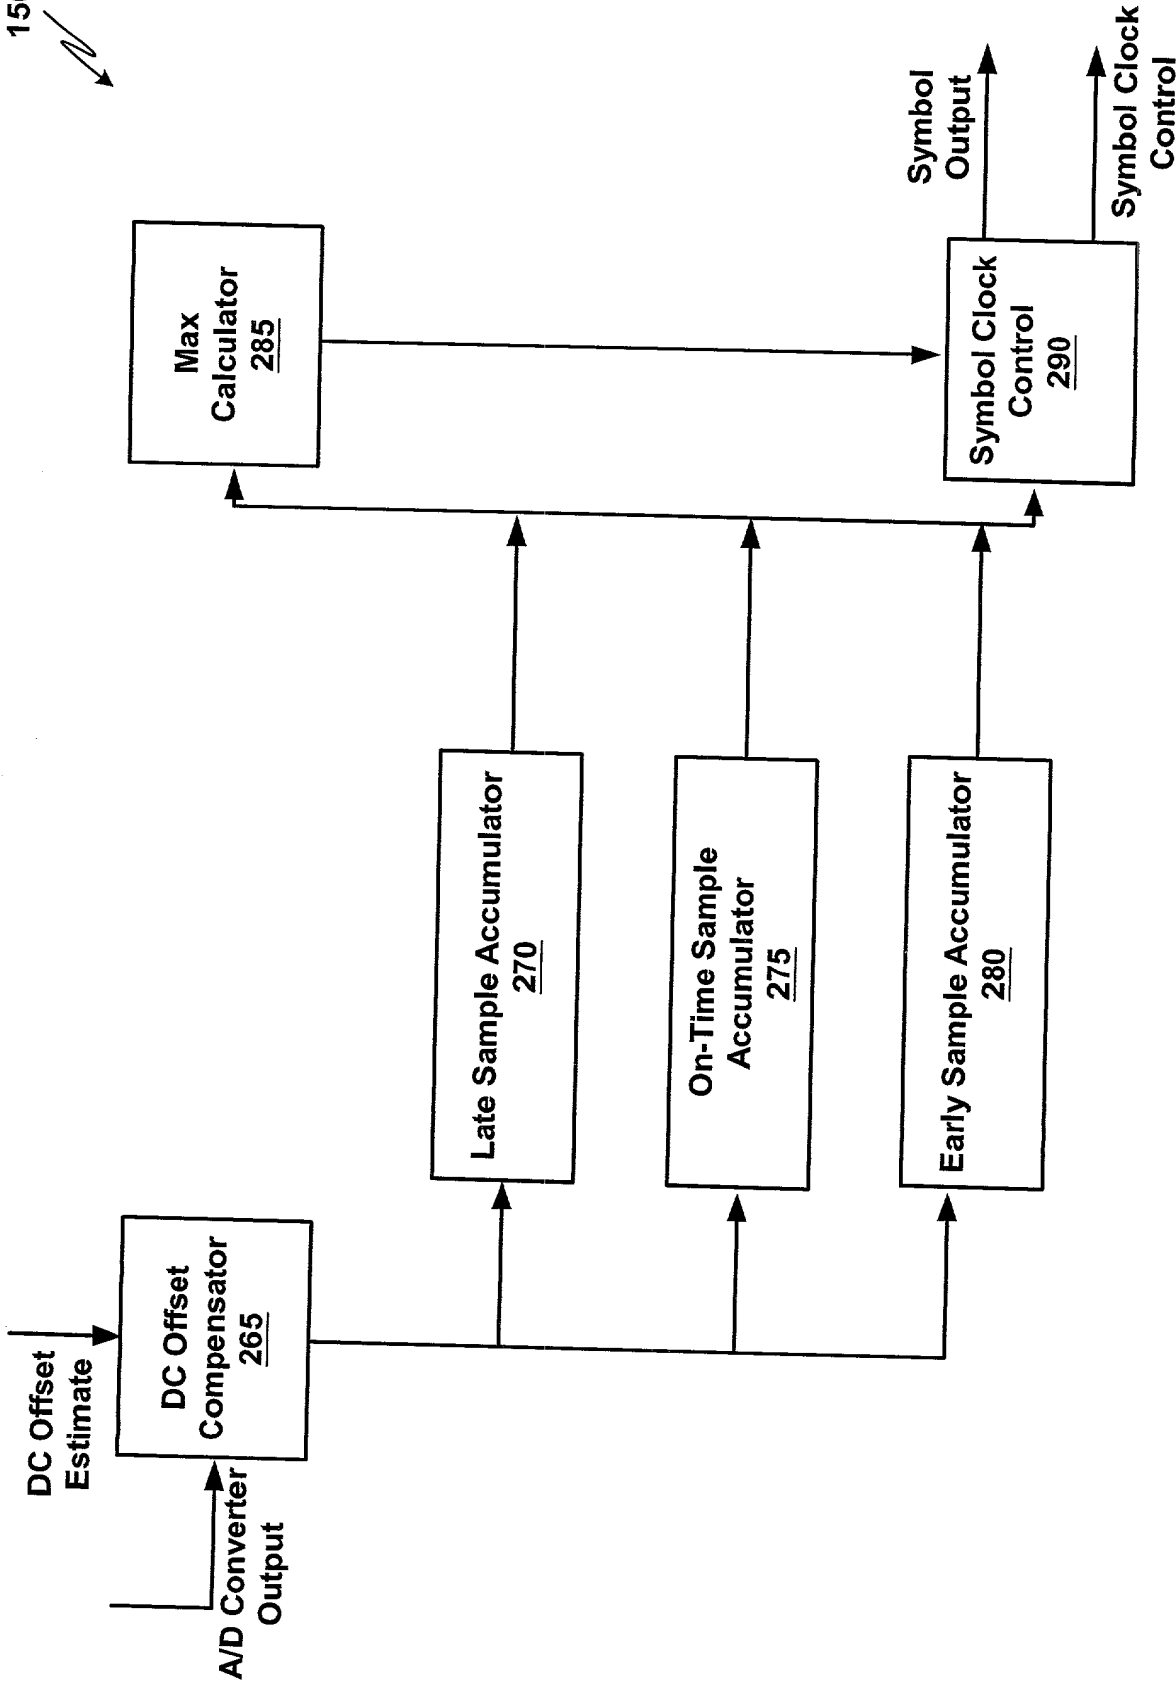 DC Offset
Estimate
A/D Converter
Output
DC Offset
Compensator
265
Late Sample Accumulator
270
On-Time Sample
Accumulator
275
Early Sample Accumulator
280
Max
Calculator
285
Symbol Clock
Control
290
Symbol
Output
Symbol Clock
Control